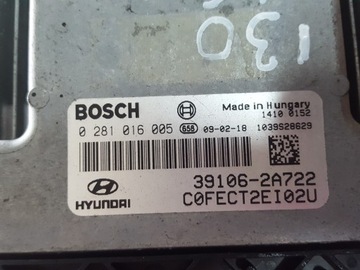 i30
BOSCH
Made in Hungary
1410 0152
0 281 016 005 G56 09-02-18 1039S28629
39106-2A722
HYUNDAI
C0FECT2EI02U